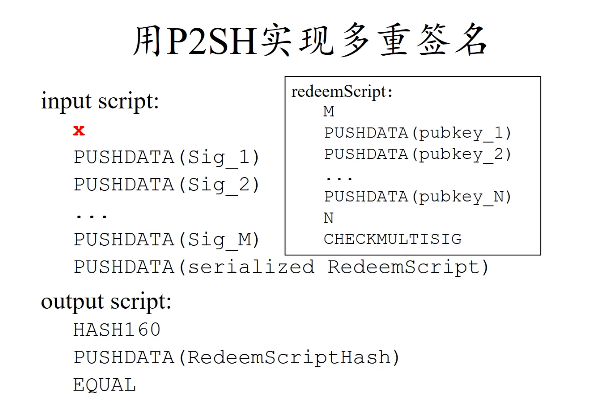 用P2SH实现多重签名
input script:
x
PUSHDATA(Sig_1)
PUSHDATA(Sig_2)
...
PUSHDATA(Sig_M)
PUSHDATA(serialized RedeemScript)
redeemScript:
M
PUSHDATA(pubkey_1)
PUSHDATA(pubkey_2)
...
PUSHDATA(pubkey_N)
N
CHECKMULTISIG
output script:
HASH160
PUSHDATA(RedeemScriptHash)
EQUAL